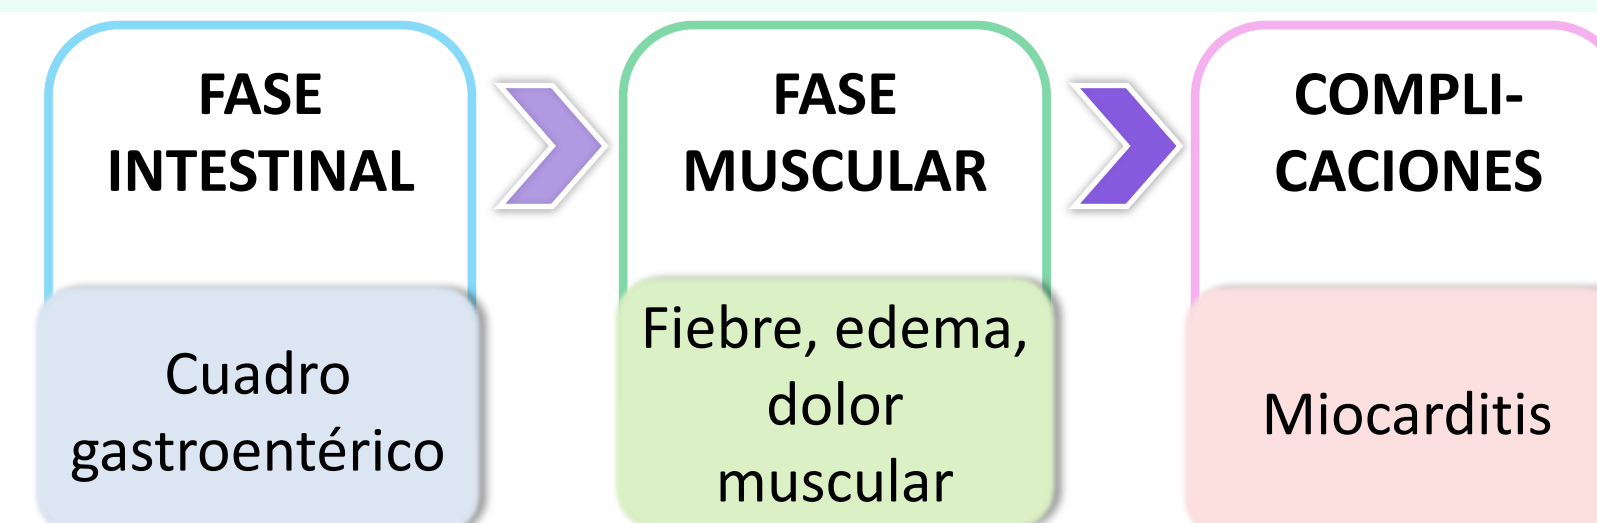 FASE
INTESTINAL
Cuadro
gastroentérico
FASE
MUSCULAR
Fiebre, edema,
dolor
muscular
COMPLI-
CACIONES
Miocarditis